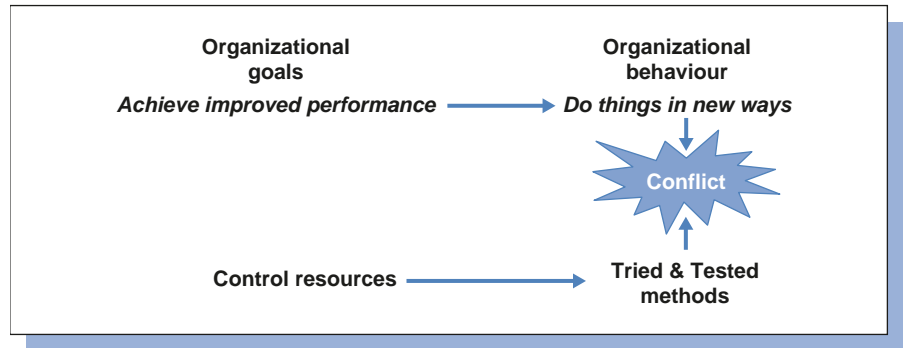 Organizational
goals
Organizational
behaviour
Achieve improved performance
Do things in new ways
Conflict
Control resources
Tried & Tested
methods